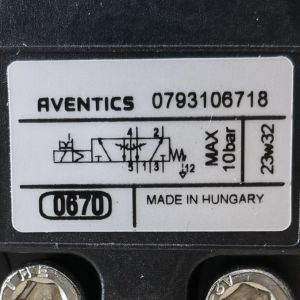 AVENTICS 0793106718
4 2
5 1 3
12
MAX
10bar
23w32
0670
MADE IN HUNGARY